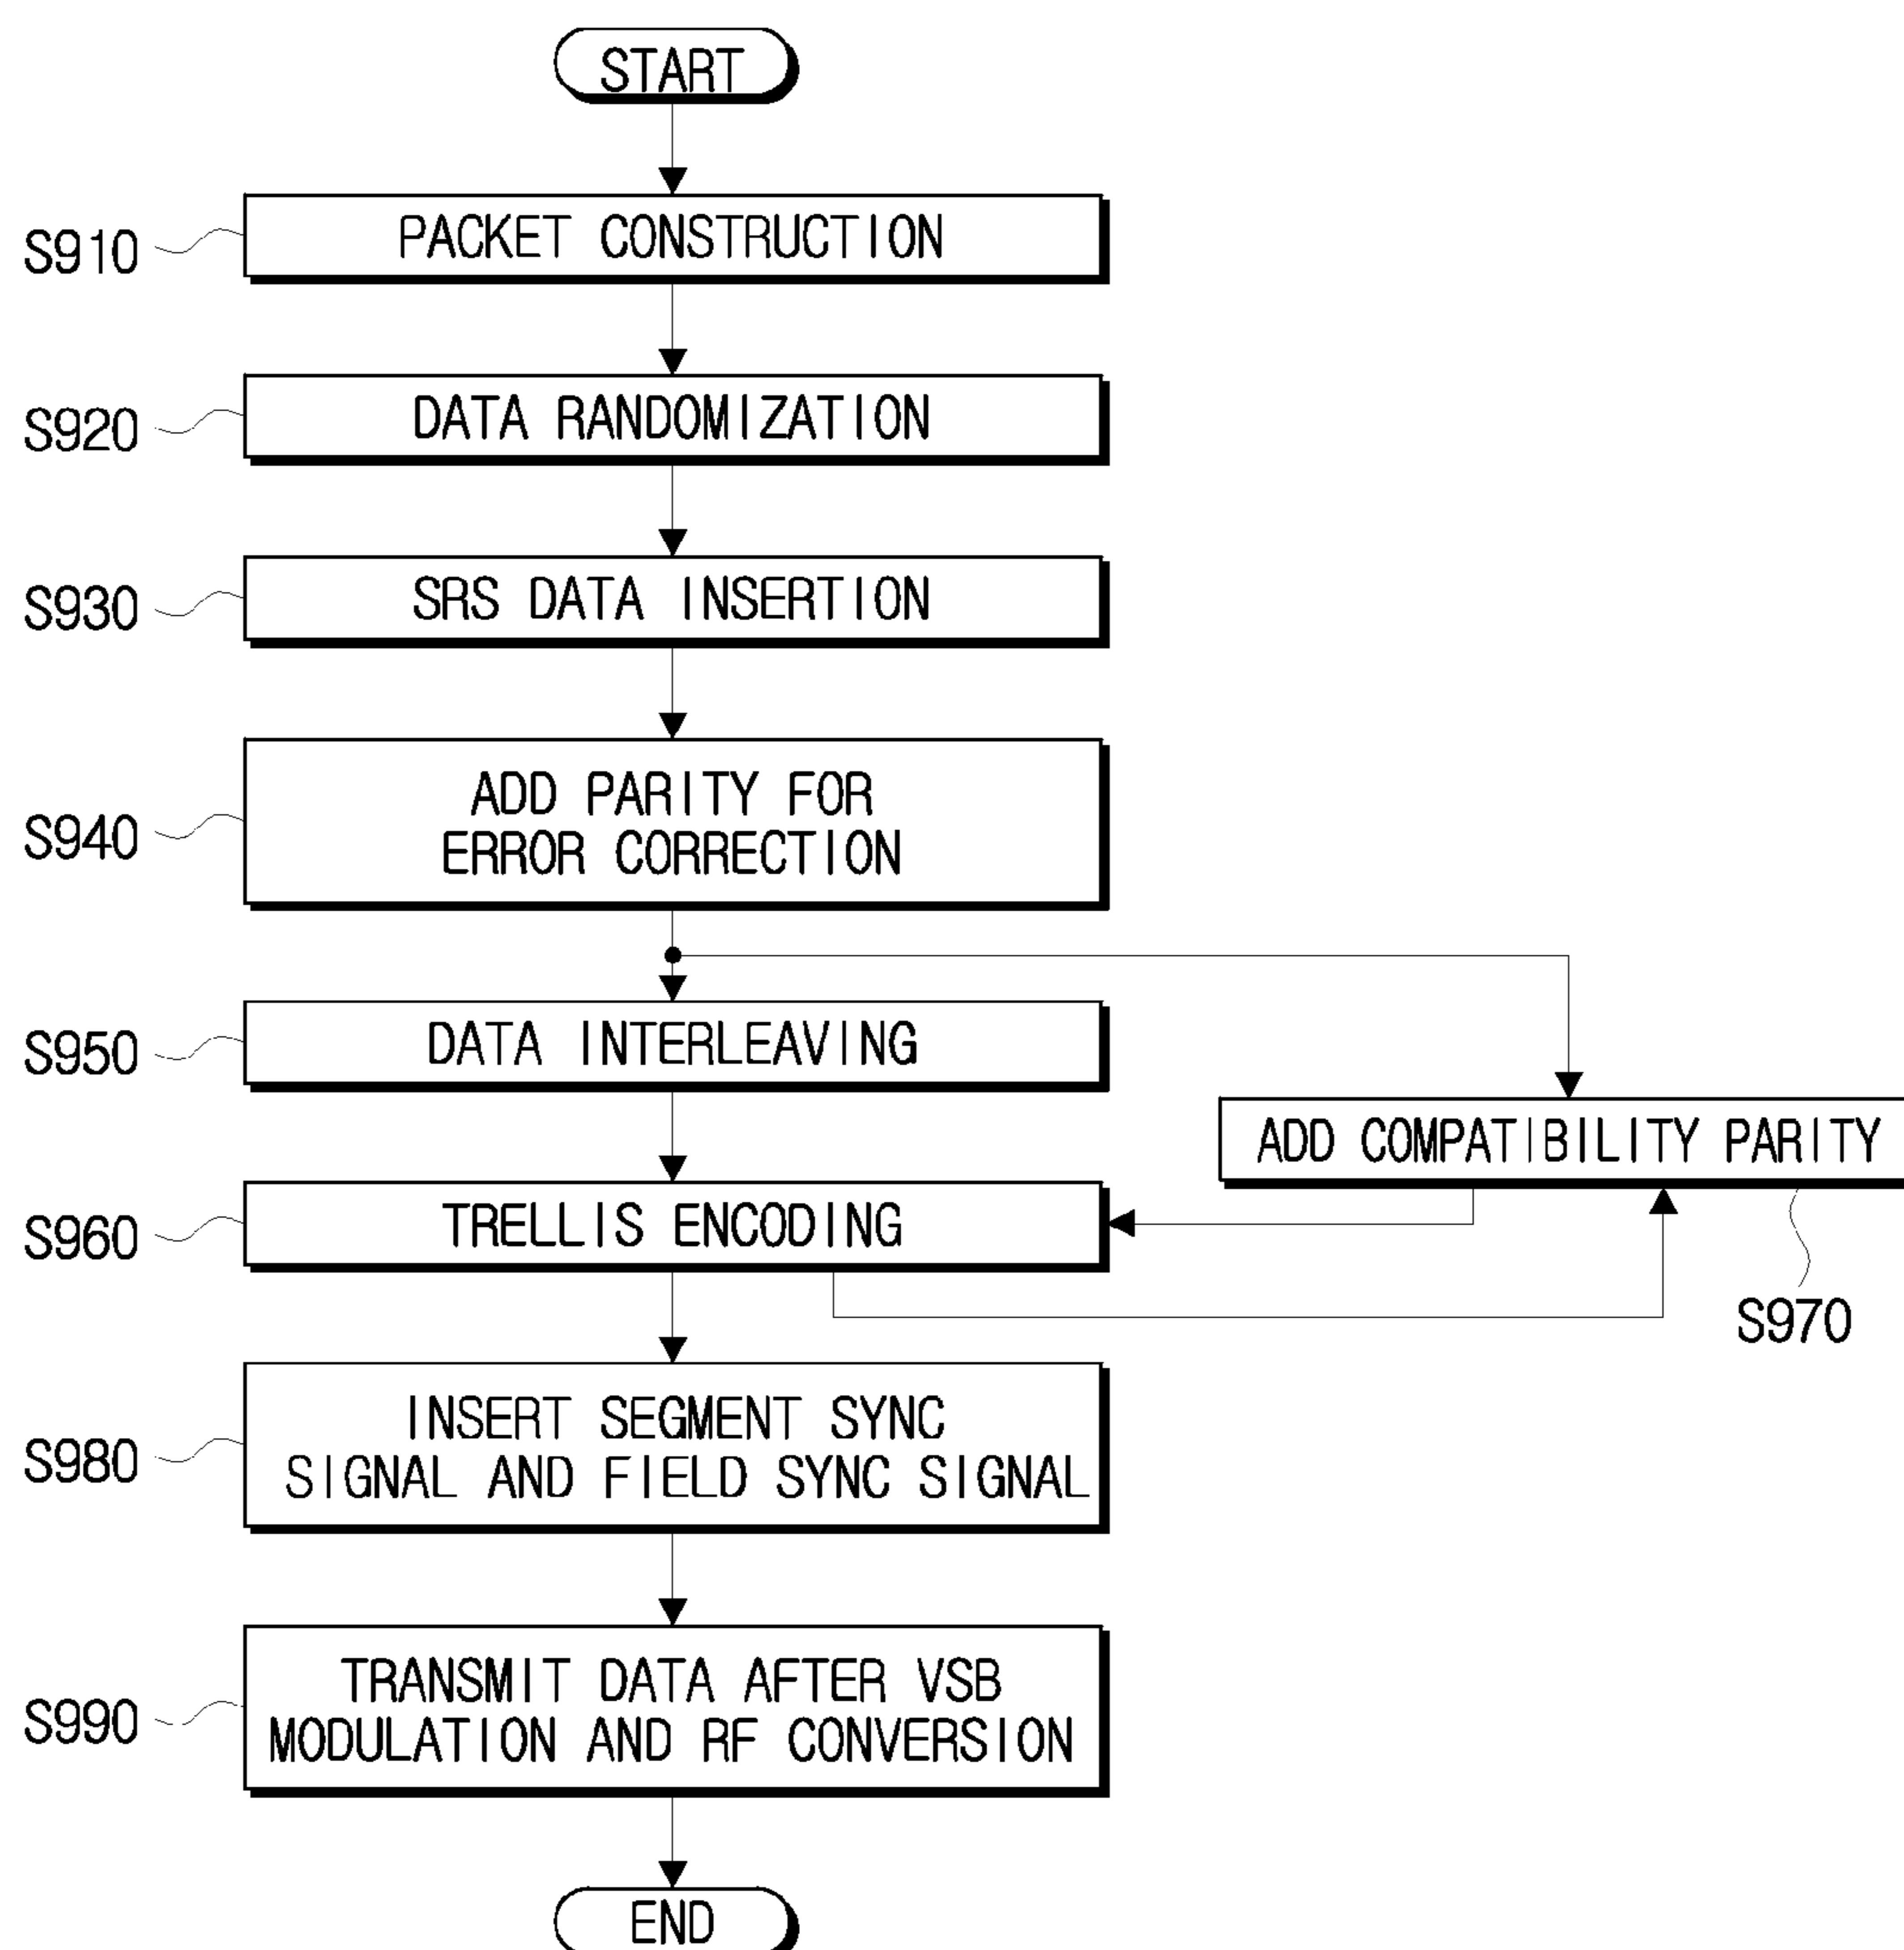 START
S910
PACKET CONSTRUCTION
S920
DATA RANDOMIZATION
S930
SRS DATA INSERTION
S940
ADD PARITY FOR
ERROR CORRECTION
S950
DATA INTERLEAVING
ADD COMPATIBILITY PARITY
S960
TRELLIS ENCODING
S970
S980
INSERT SEGMENT SYNC
SIGNAL AND FIELD SYNC SIGNAL
S990
TRANSMIT DATA AFTER VSB
MODULATION AND RF CONVERSION
END